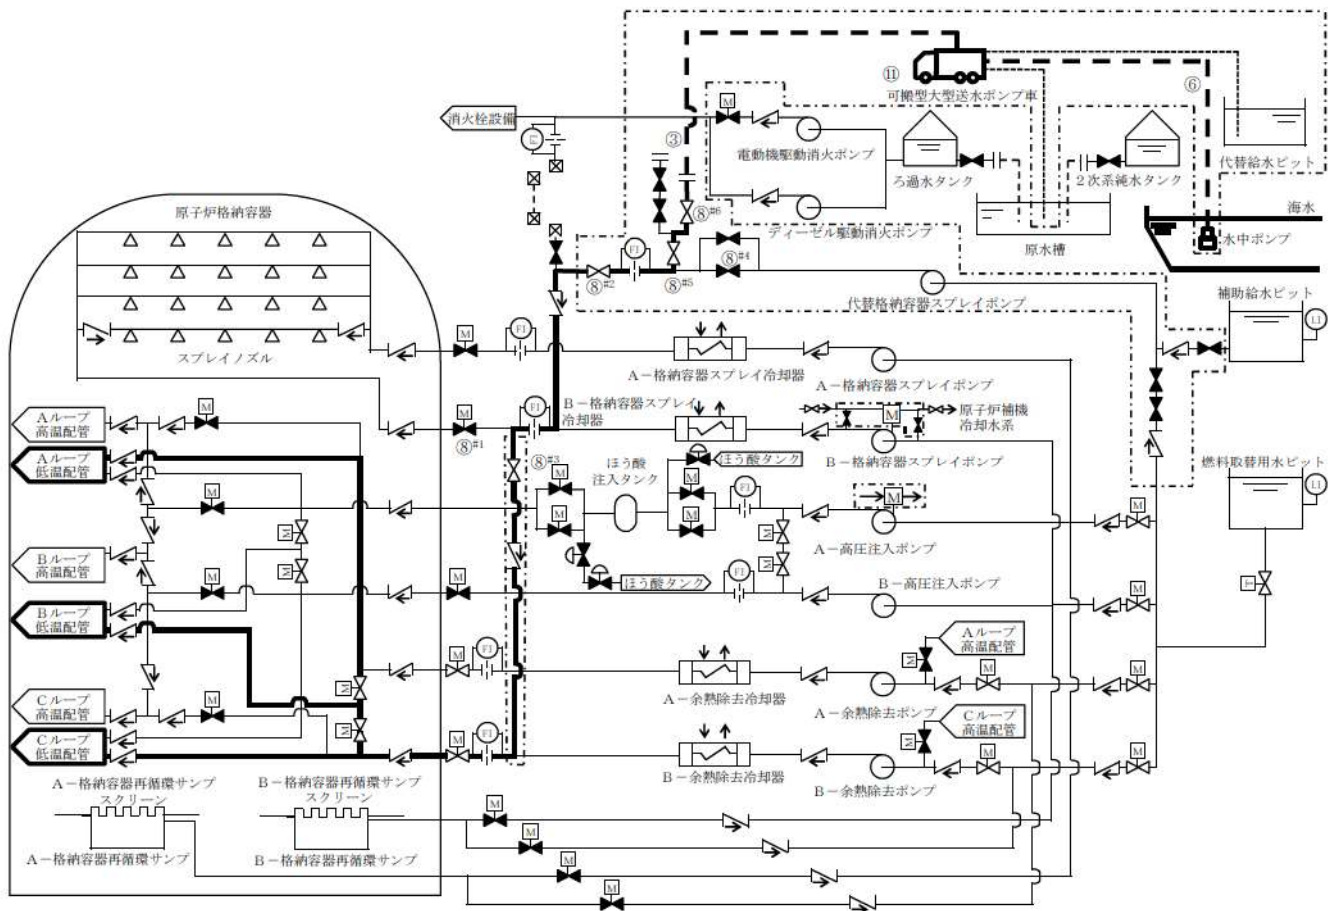 ⑪
可搬型大型送水ポンプ車
⑥
消火栓設備
M
FI
③
電動機駆動消火ポンプ
ろ過水タンク
2次系純水タンク
代替給水ピット
⑧#6
ディーゼル駆動消火ポンプ
原水槽
海水
水中ポンプ
原子炉格納容器
FI
⑧#2
⑧#5
⑧#4
代替格納容器スプレイポンプ
補助給水ピット
LI
スプレイノズル
M
FI
A-格納容器スプレイ冷却器
A-格納容器スプレイポンプ
Aループ
高温配管
M
M
⑧#1
FI
B-格納容器スプレイ
冷却器
M
原子炉補機
冷却水系
B-格納容器スプレイポンプ
Aループ
低温配管
⑧#3
M
ほう酸
注入タンク
M
ほう酸タンク
FI
M
燃料取替用水ピット
LI
M
M
M
M
M
M
A-高圧注入ポンプ
Bループ
高温配管
M
M
M
ほう酸タンク
FI
M
B-高圧注入ポンプ
M
T
Bループ
低温配管
M
FI
A-余熱除去冷却器
Aループ
高温配管
M
M
M
A-余熱除去ポンプ
Cループ
高温配管
M
M
M
Cループ
低温配管
M
FI
B-余熱除去冷却器
Cループ
高温配管
M
M
M
B-余熱除去ポンプ
A-格納容器再循環サンプ
スクリーン
B-格納容器再循環サンプ
スクリーン
A-格納容器再循環サンプ
B-格納容器再循環サンプ
M
M
M
M